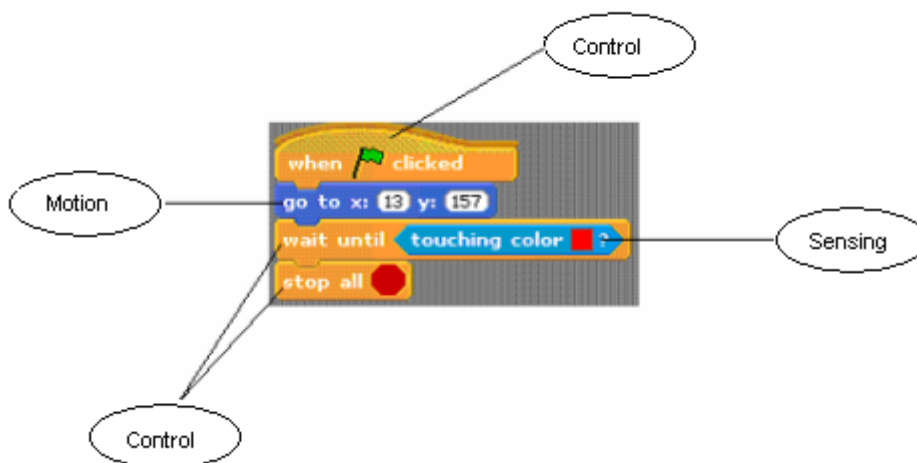 Control
when clicked
Motion
go to x: 13 y: 157
wait until touching color ?
Sensing
stop all
Control